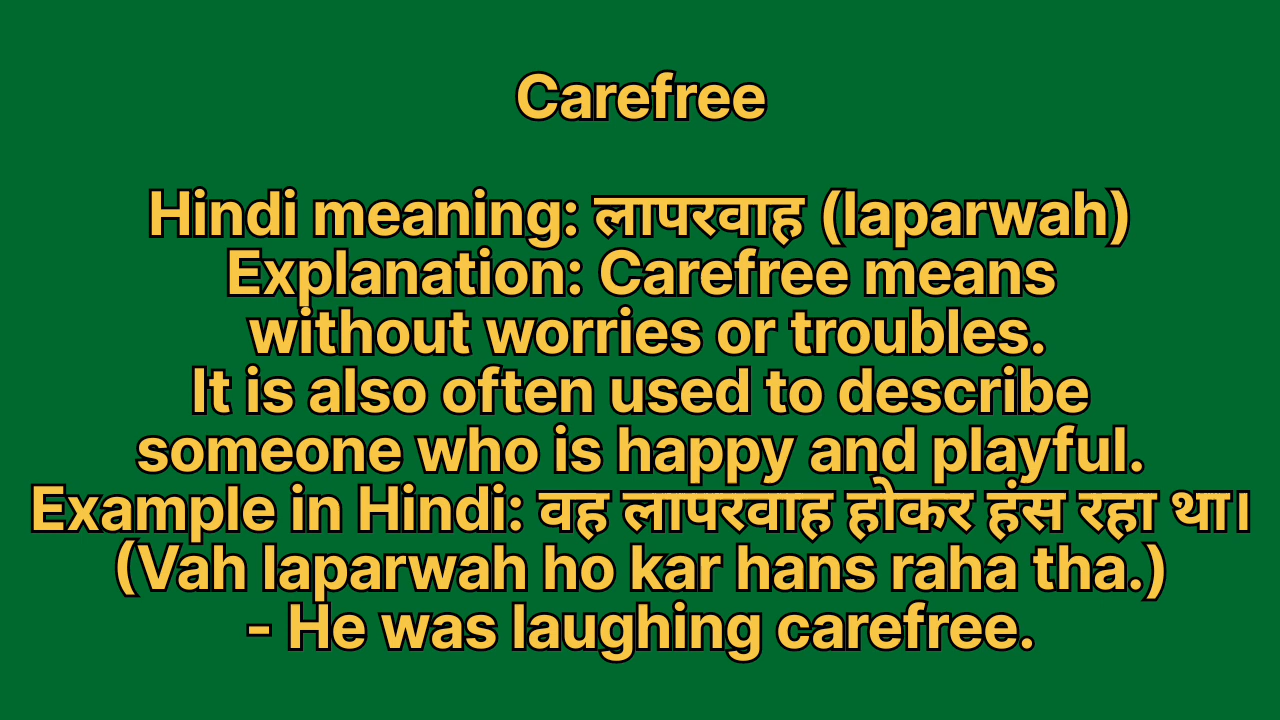 Carefree
Hindi meaning: लापरवाह (laparwah)
Explanation: Carefree means
without worries or troubles.
It is also often used to describe
someone who is happy and playful.
Example in Hindi: वह लापरवाह होकर हंस रहा था।
(Vah laparwah ho kar hans raha tha.)
- He was laughing carefree.